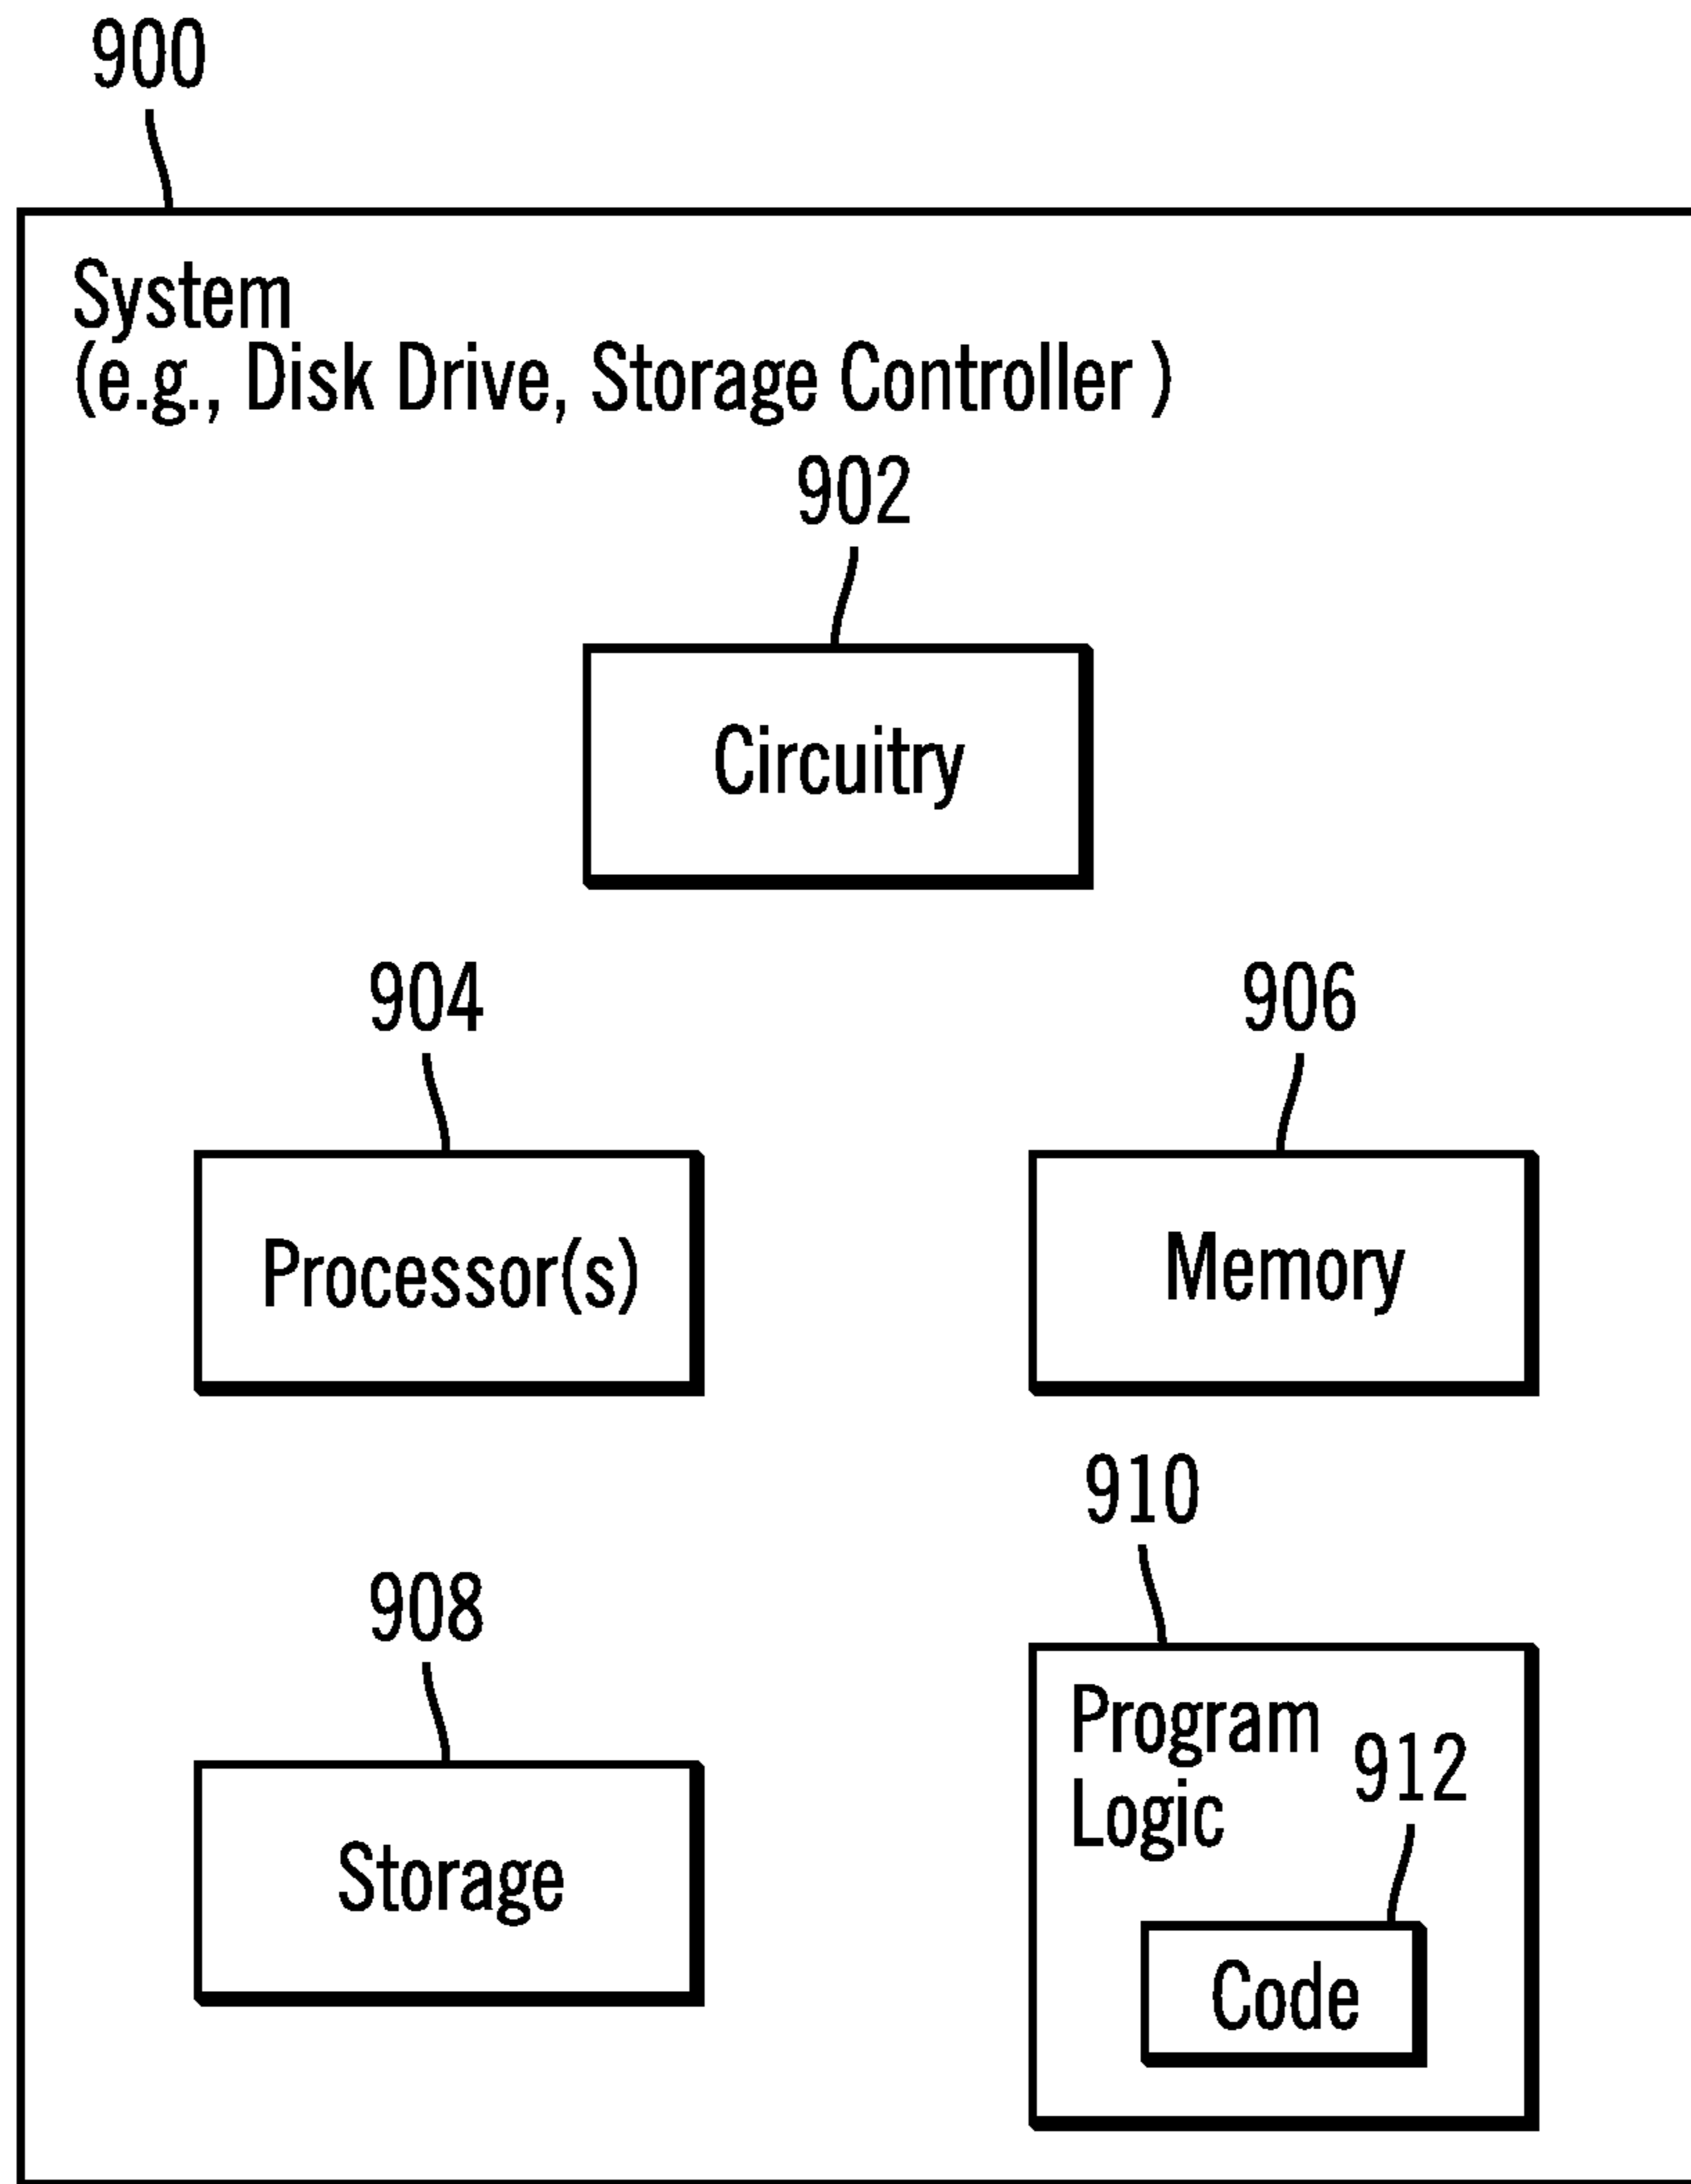 900
System
(e.g., Disk Drive, Storage Controller )
902
Circuitry
904
906
Processor(s)
Memory
910
908
Program
Logic
912
Storage
Code